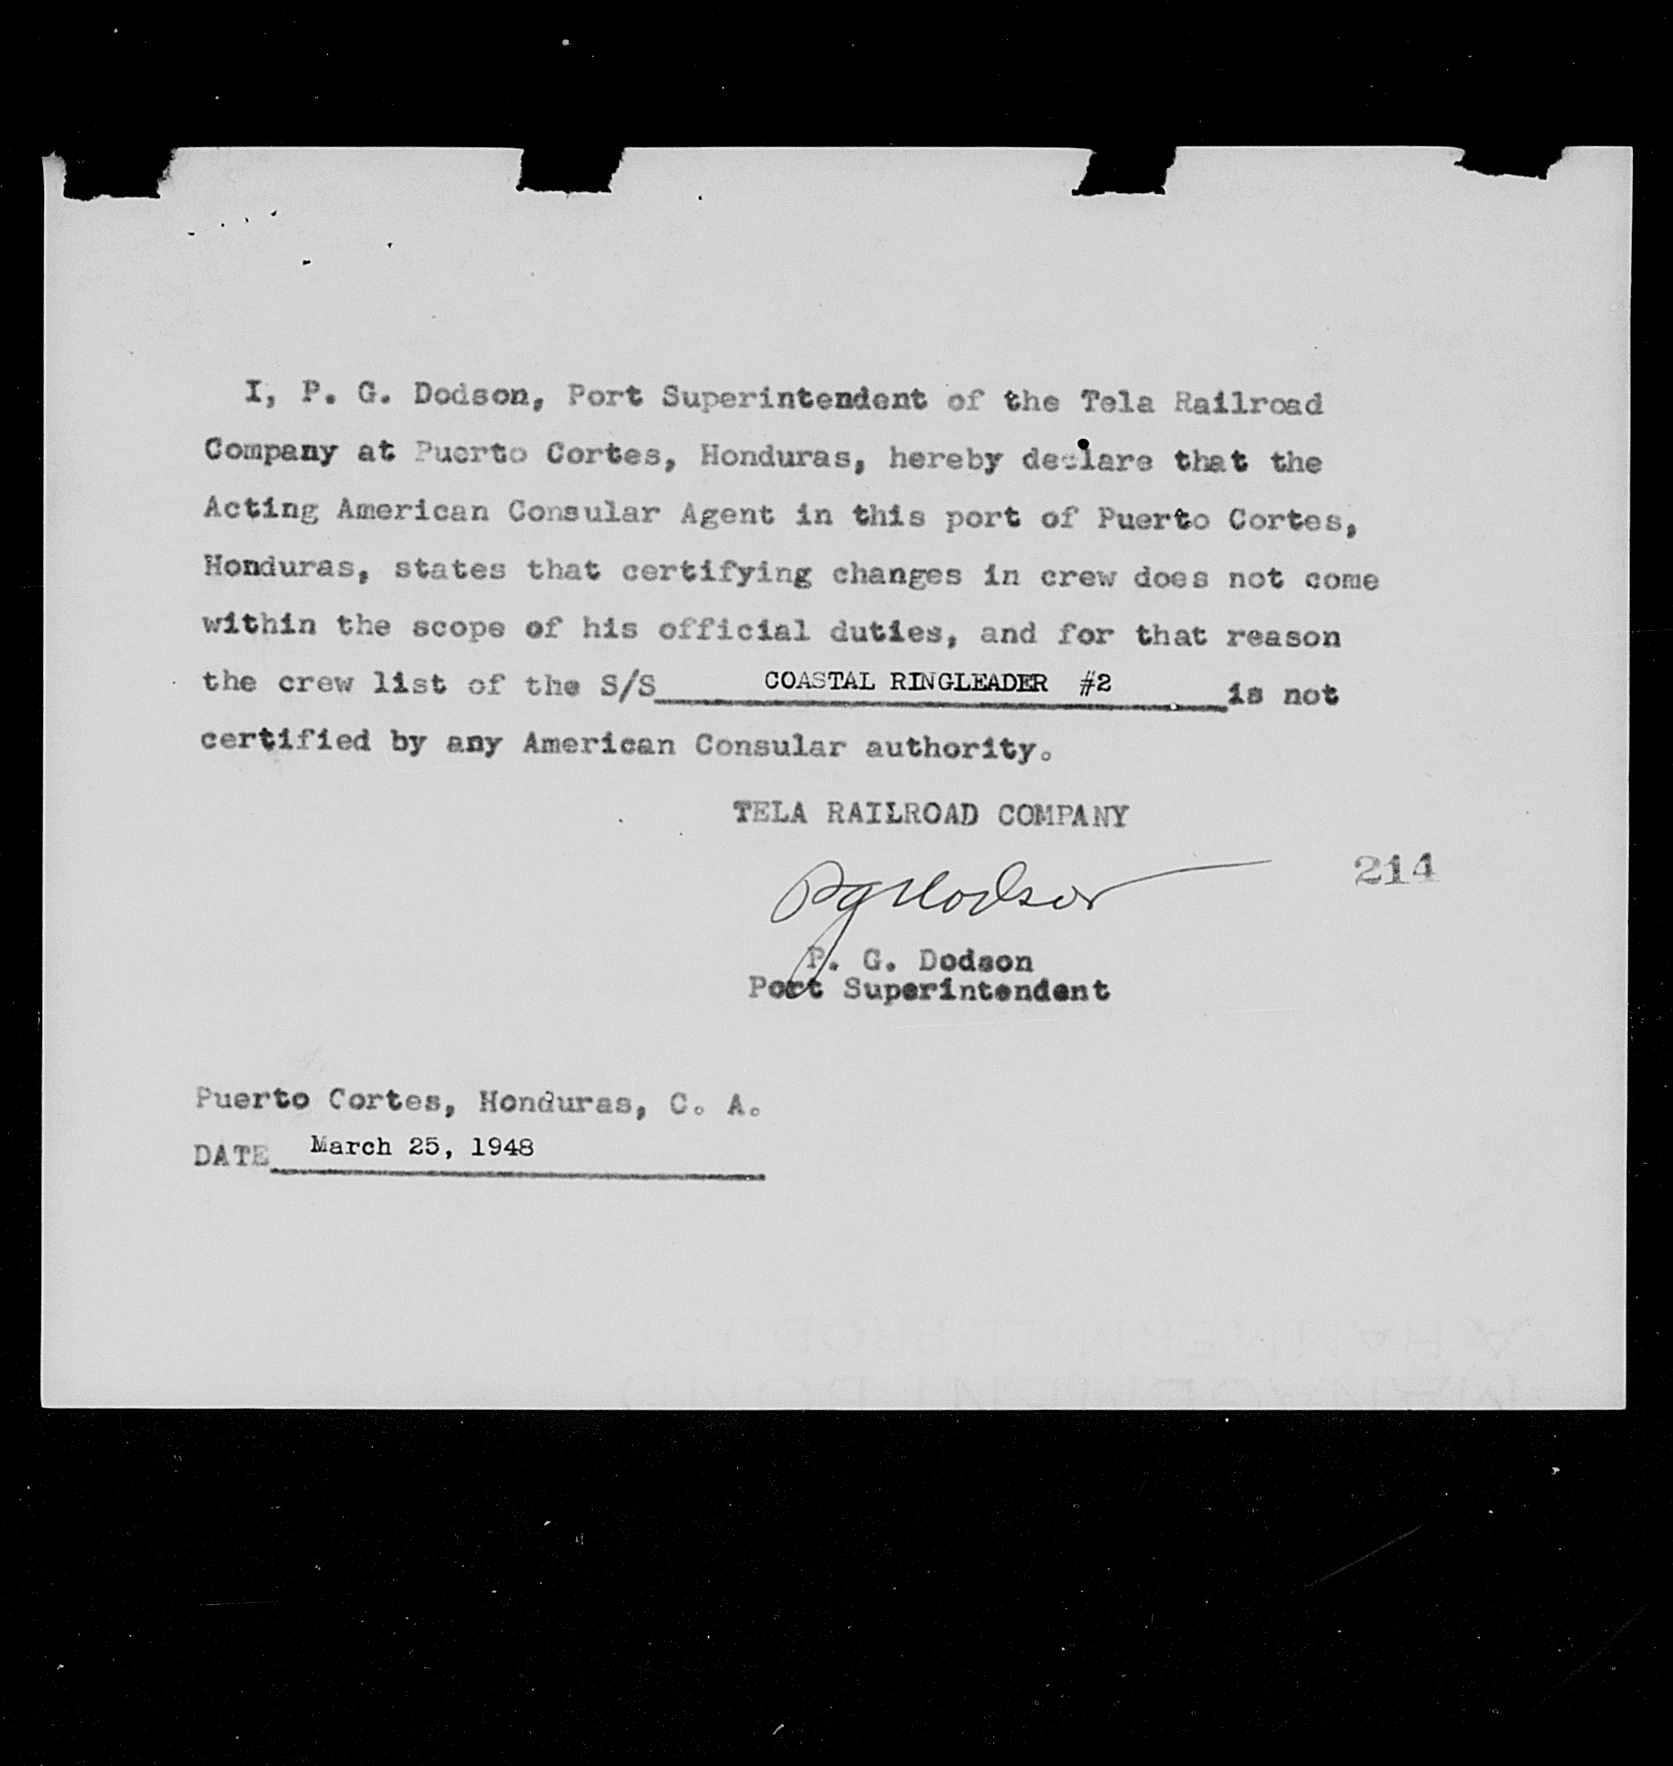 I, P. G. Dodson, Port Superintendent of the Tela Railroad
Company at Puerto Cortes, Honduras, hereby declare that the
Acting American Consular Agent in this port of Puerto Cortes,
Honduras, states that certifying changes in crew does not come
within the scope of his official duties, and for that reason
the crew list of the S/S COASTAL RINGLEADER #2 is not
certified by any American Consular authority.
TELA RAILROAD COMPANY
PG Dodson
214
P. G. Dodson
Port Superintendent
Puerto Cortes, Honduras, C. A.
DATE March 25, 1948